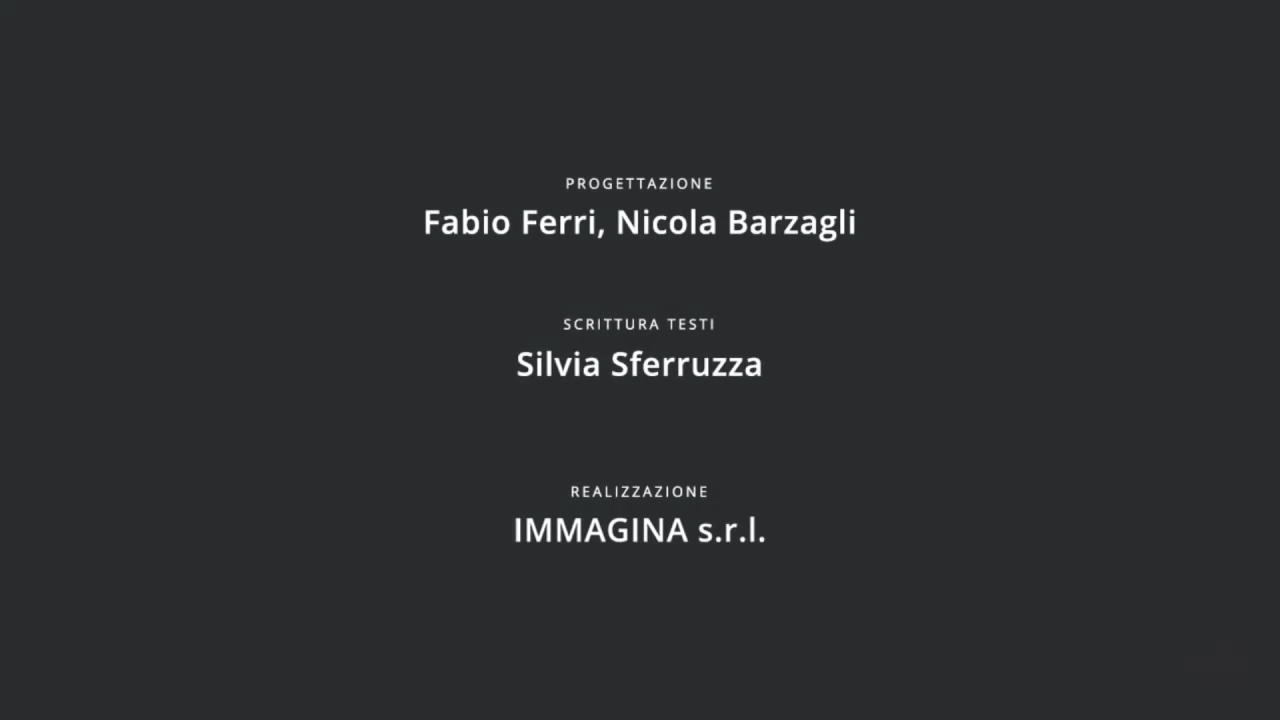 PROGETTAZIONE
Fabio Ferri, Nicola Barzagli
SCRITTURA TESTI
Silvia Sferruzza
REALIZZAZIONE
IMMAGINA s.r.l.